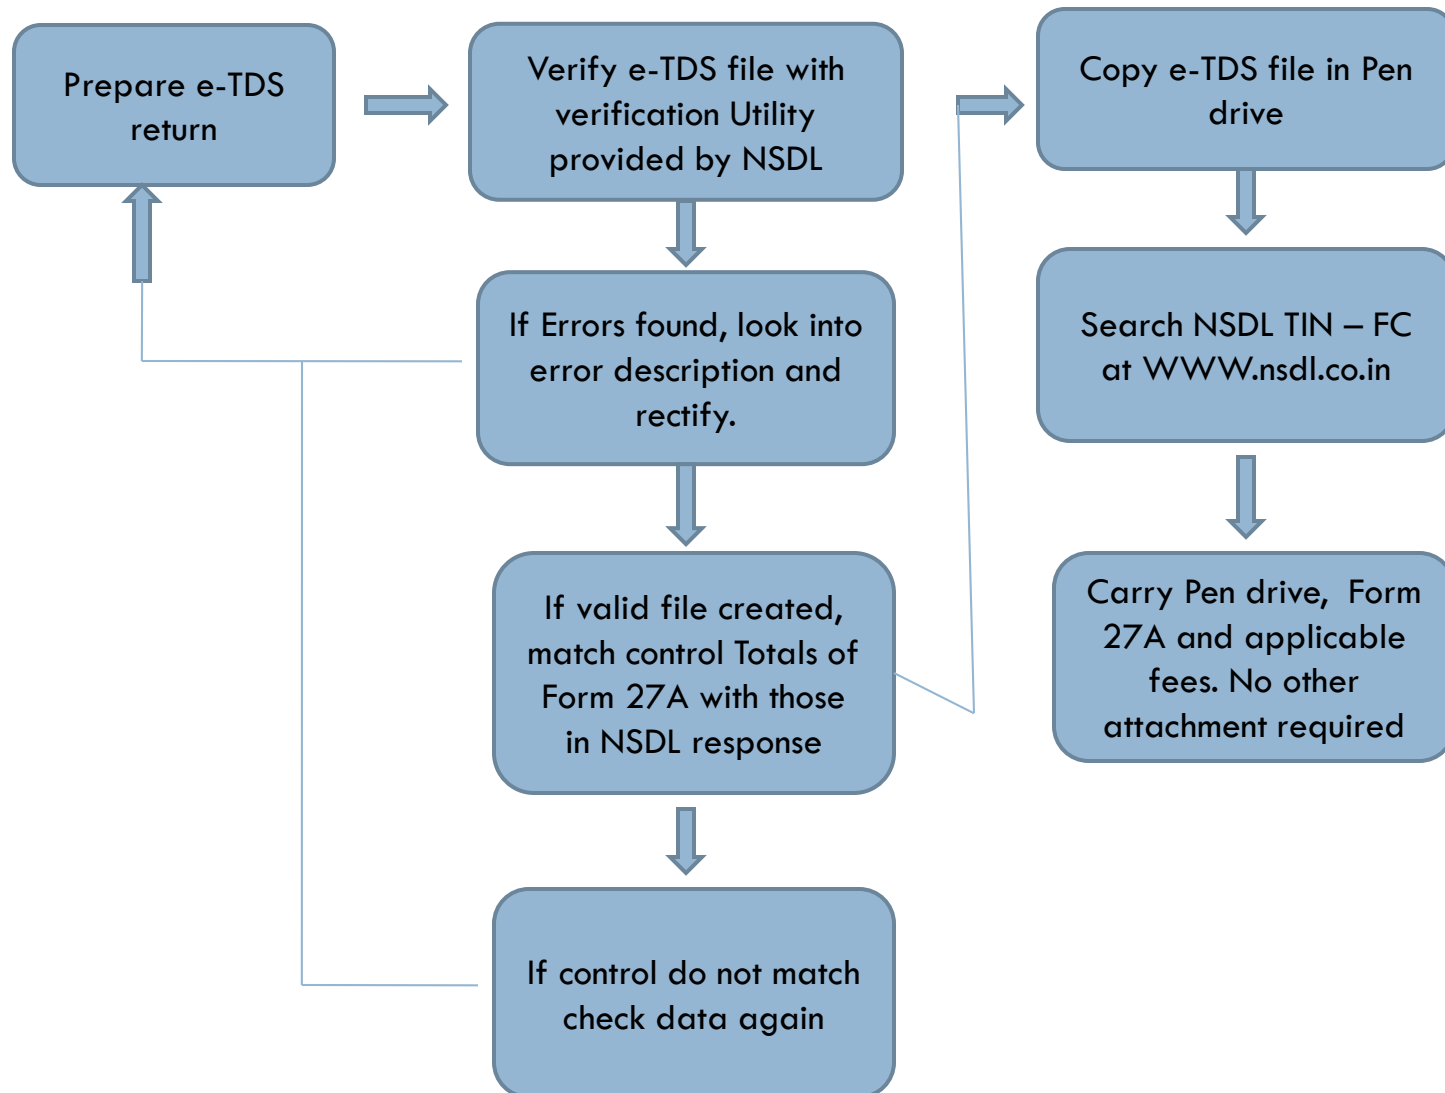 Prepare e-TDS
return
Verify e-TDS file with
verification Utility
provided by NSDL
If Errors found, look into
error description and
rectify.
If valid file created,
match control Totals of
Form 27A with those
in NSDL response
If control do not match
check data again
Copy e-TDS file in Pen
drive
Search NSDL TIN – FC
at WWW.nsdl.co.in
Carry Pen drive,  Form
27A and applicable
fees. No other
attachment required